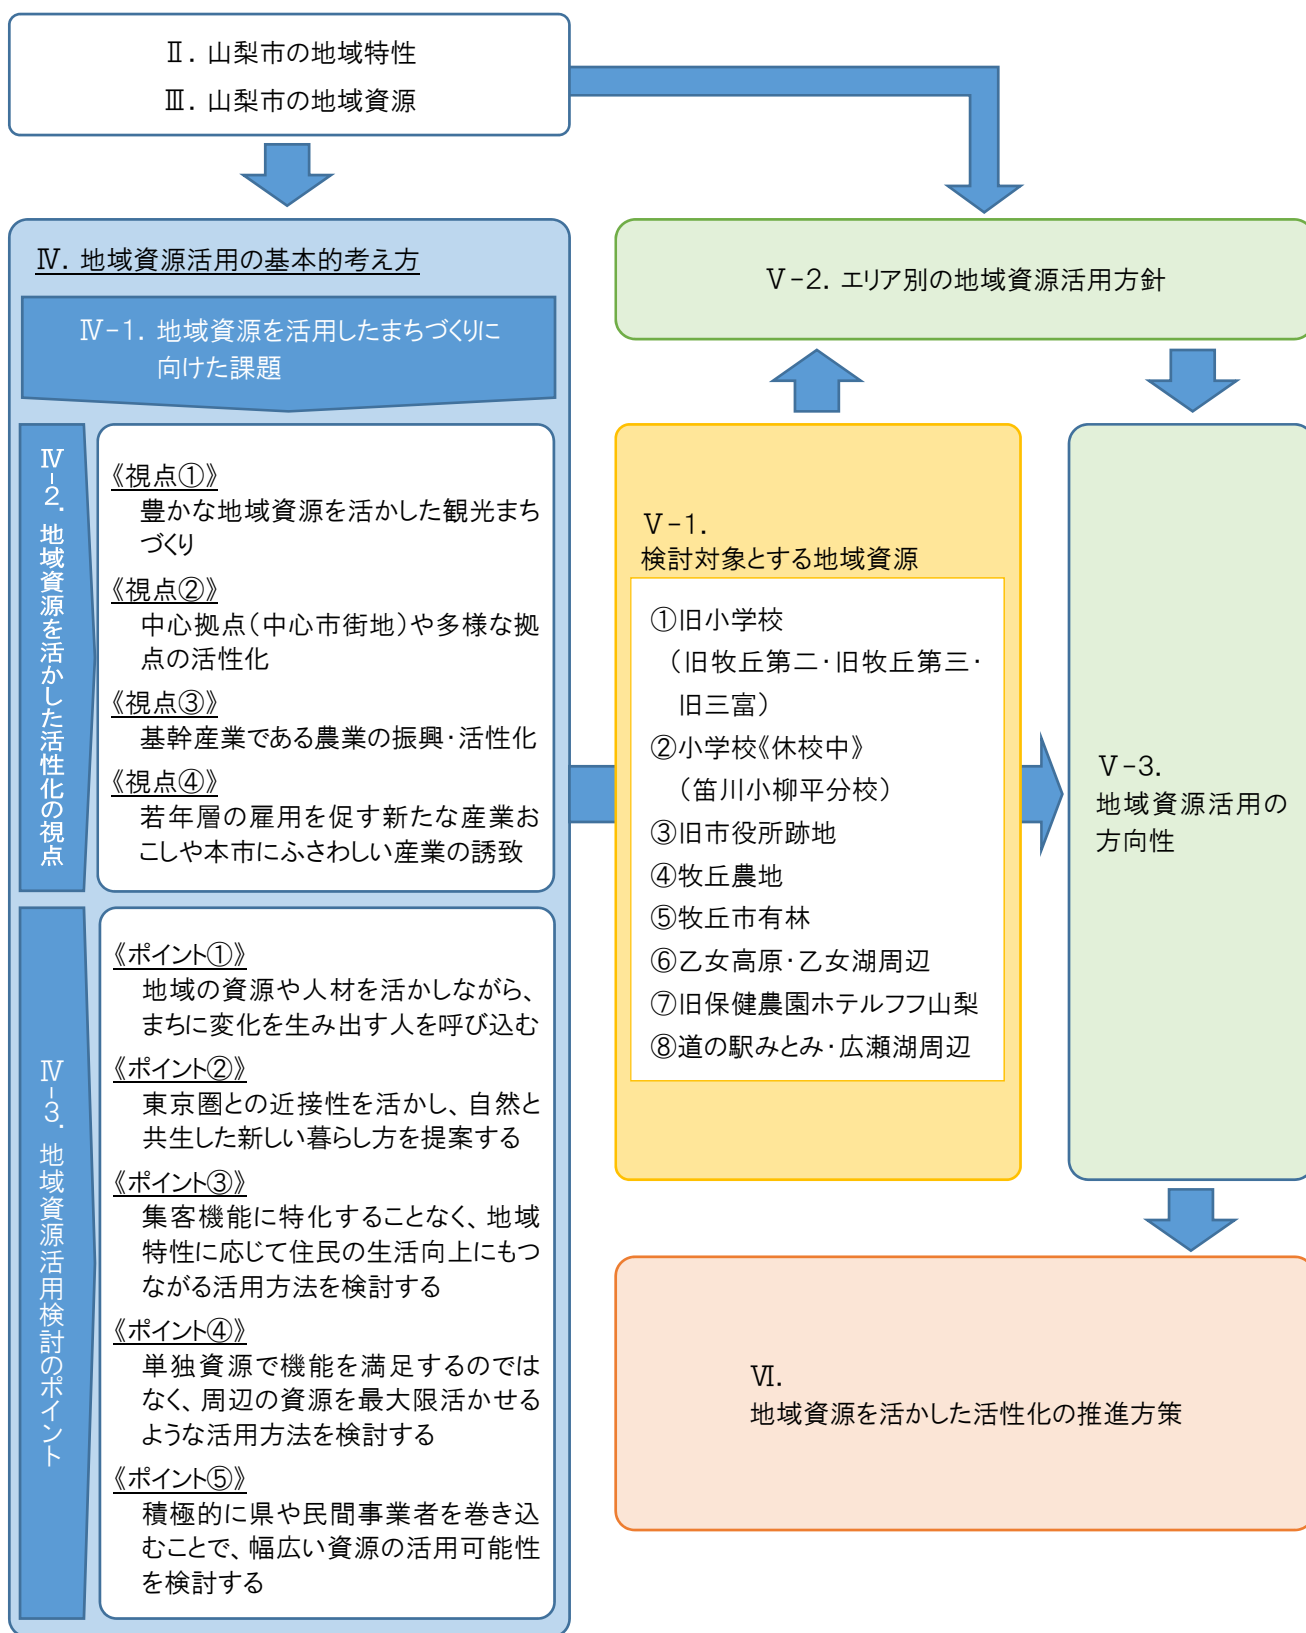 Ⅱ．山梨市の地域特性
Ⅲ．山梨市の地域資源
Ⅳ．地域資源活用の基本的考え方
Ⅳ-1．地域資源を活用したまちづくりに
向けた課題
Ⅳ-2．地域資源を活かした活性化の視点
《視点①》
豊かな地域資源を活かした観光まち
づくり
《視点②》
中心拠点（中心市街地）や多様な拠
点の活性化
《視点③》
基幹産業である農業の振興・活性化
《視点④》
若年層の雇用を促す新たな産業お
こしや本市にふさわしい産業の誘致
Ⅳ-3．地域資源活用検討のポイント
《ポイント①》
地域の資源や人材を活かしながら、
まちに変化を生み出す人を呼び込む
《ポイント②》
東京圏との近接性を活かし、自然と
共生した新しい暮らし方を提案する
《ポイント③》
集客機能に特化することなく、地域
特性に応じて住民の生活向上にもつ
ながる活用方法を検討する
《ポイント④》
単独資源で機能を満足するのでは
なく、周辺の資源を最大限活かせる
ような活用方法を検討する
《ポイント⑤》
積極的に県や民間事業者を巻き込
むことで、幅広い資源の活用可能性
を検討する
Ⅴ-2．エリア別の地域資源活用方針
Ⅴ-1．
検討対象とする地域資源
①旧小学校
（旧牧丘第二・旧牧丘第三・
旧三富）
②小学校《休校中》
（笛川小柳平分校）
③旧市役所跡地
④牧丘農地
⑤牧丘市有林
⑥乙女高原・乙女湖周辺
⑦旧保健農園ホテルフフ山梨
⑧道の駅みとみ・広瀬湖周辺
Ⅴ-3．
地域資源活用の
方向性
Ⅵ．
地域資源を活かした活性化の推進方策